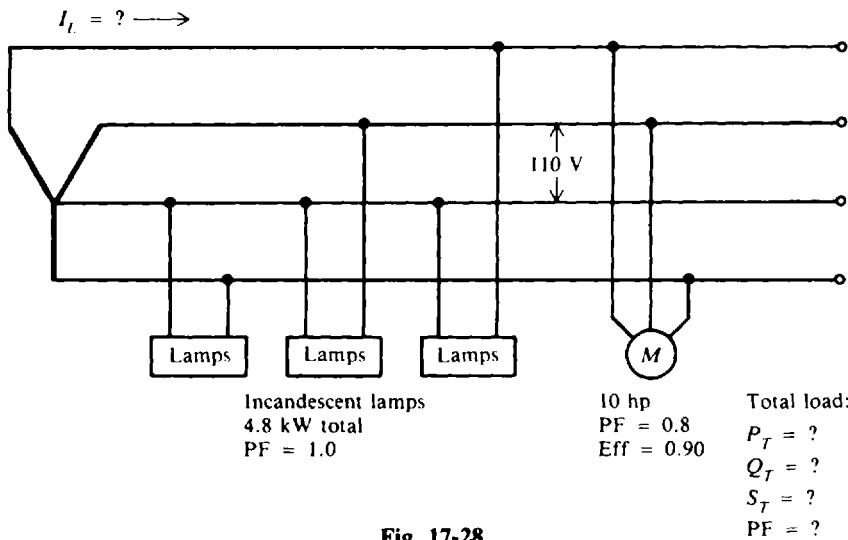 I_L = ?
110 V
Lamps
Lamps
Lamps
M
Incandescent lamps
4.8 kW total
PF = 1.0
10 hp
PF = 0.8
Eff = 0.90
Total load:
P_T = ?
Q_T = ?
S_T = ?
PF = ?
Fig. 17-28